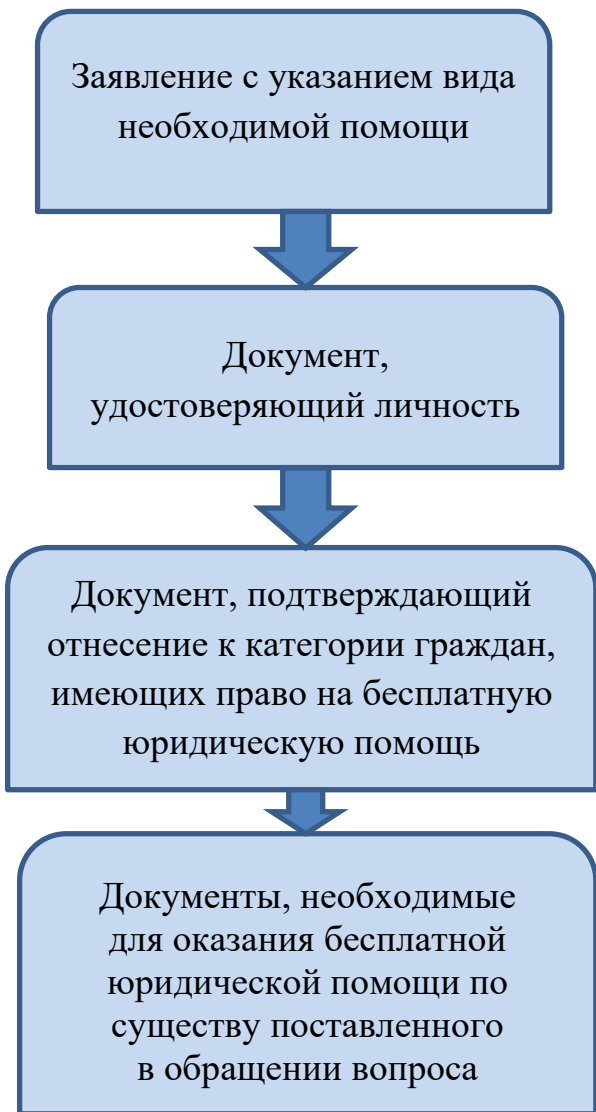 Заявление с указанием вида
необходимой помощи
Документ,
удостоверяющий личность
Документ, подтверждающий
отнесение к категории граждан,
имеющих право на бесплатную
юридическую помощь
Документы, необходимые
для оказания бесплатной
юридической помощи по
существу поставленного
в обращении вопроса